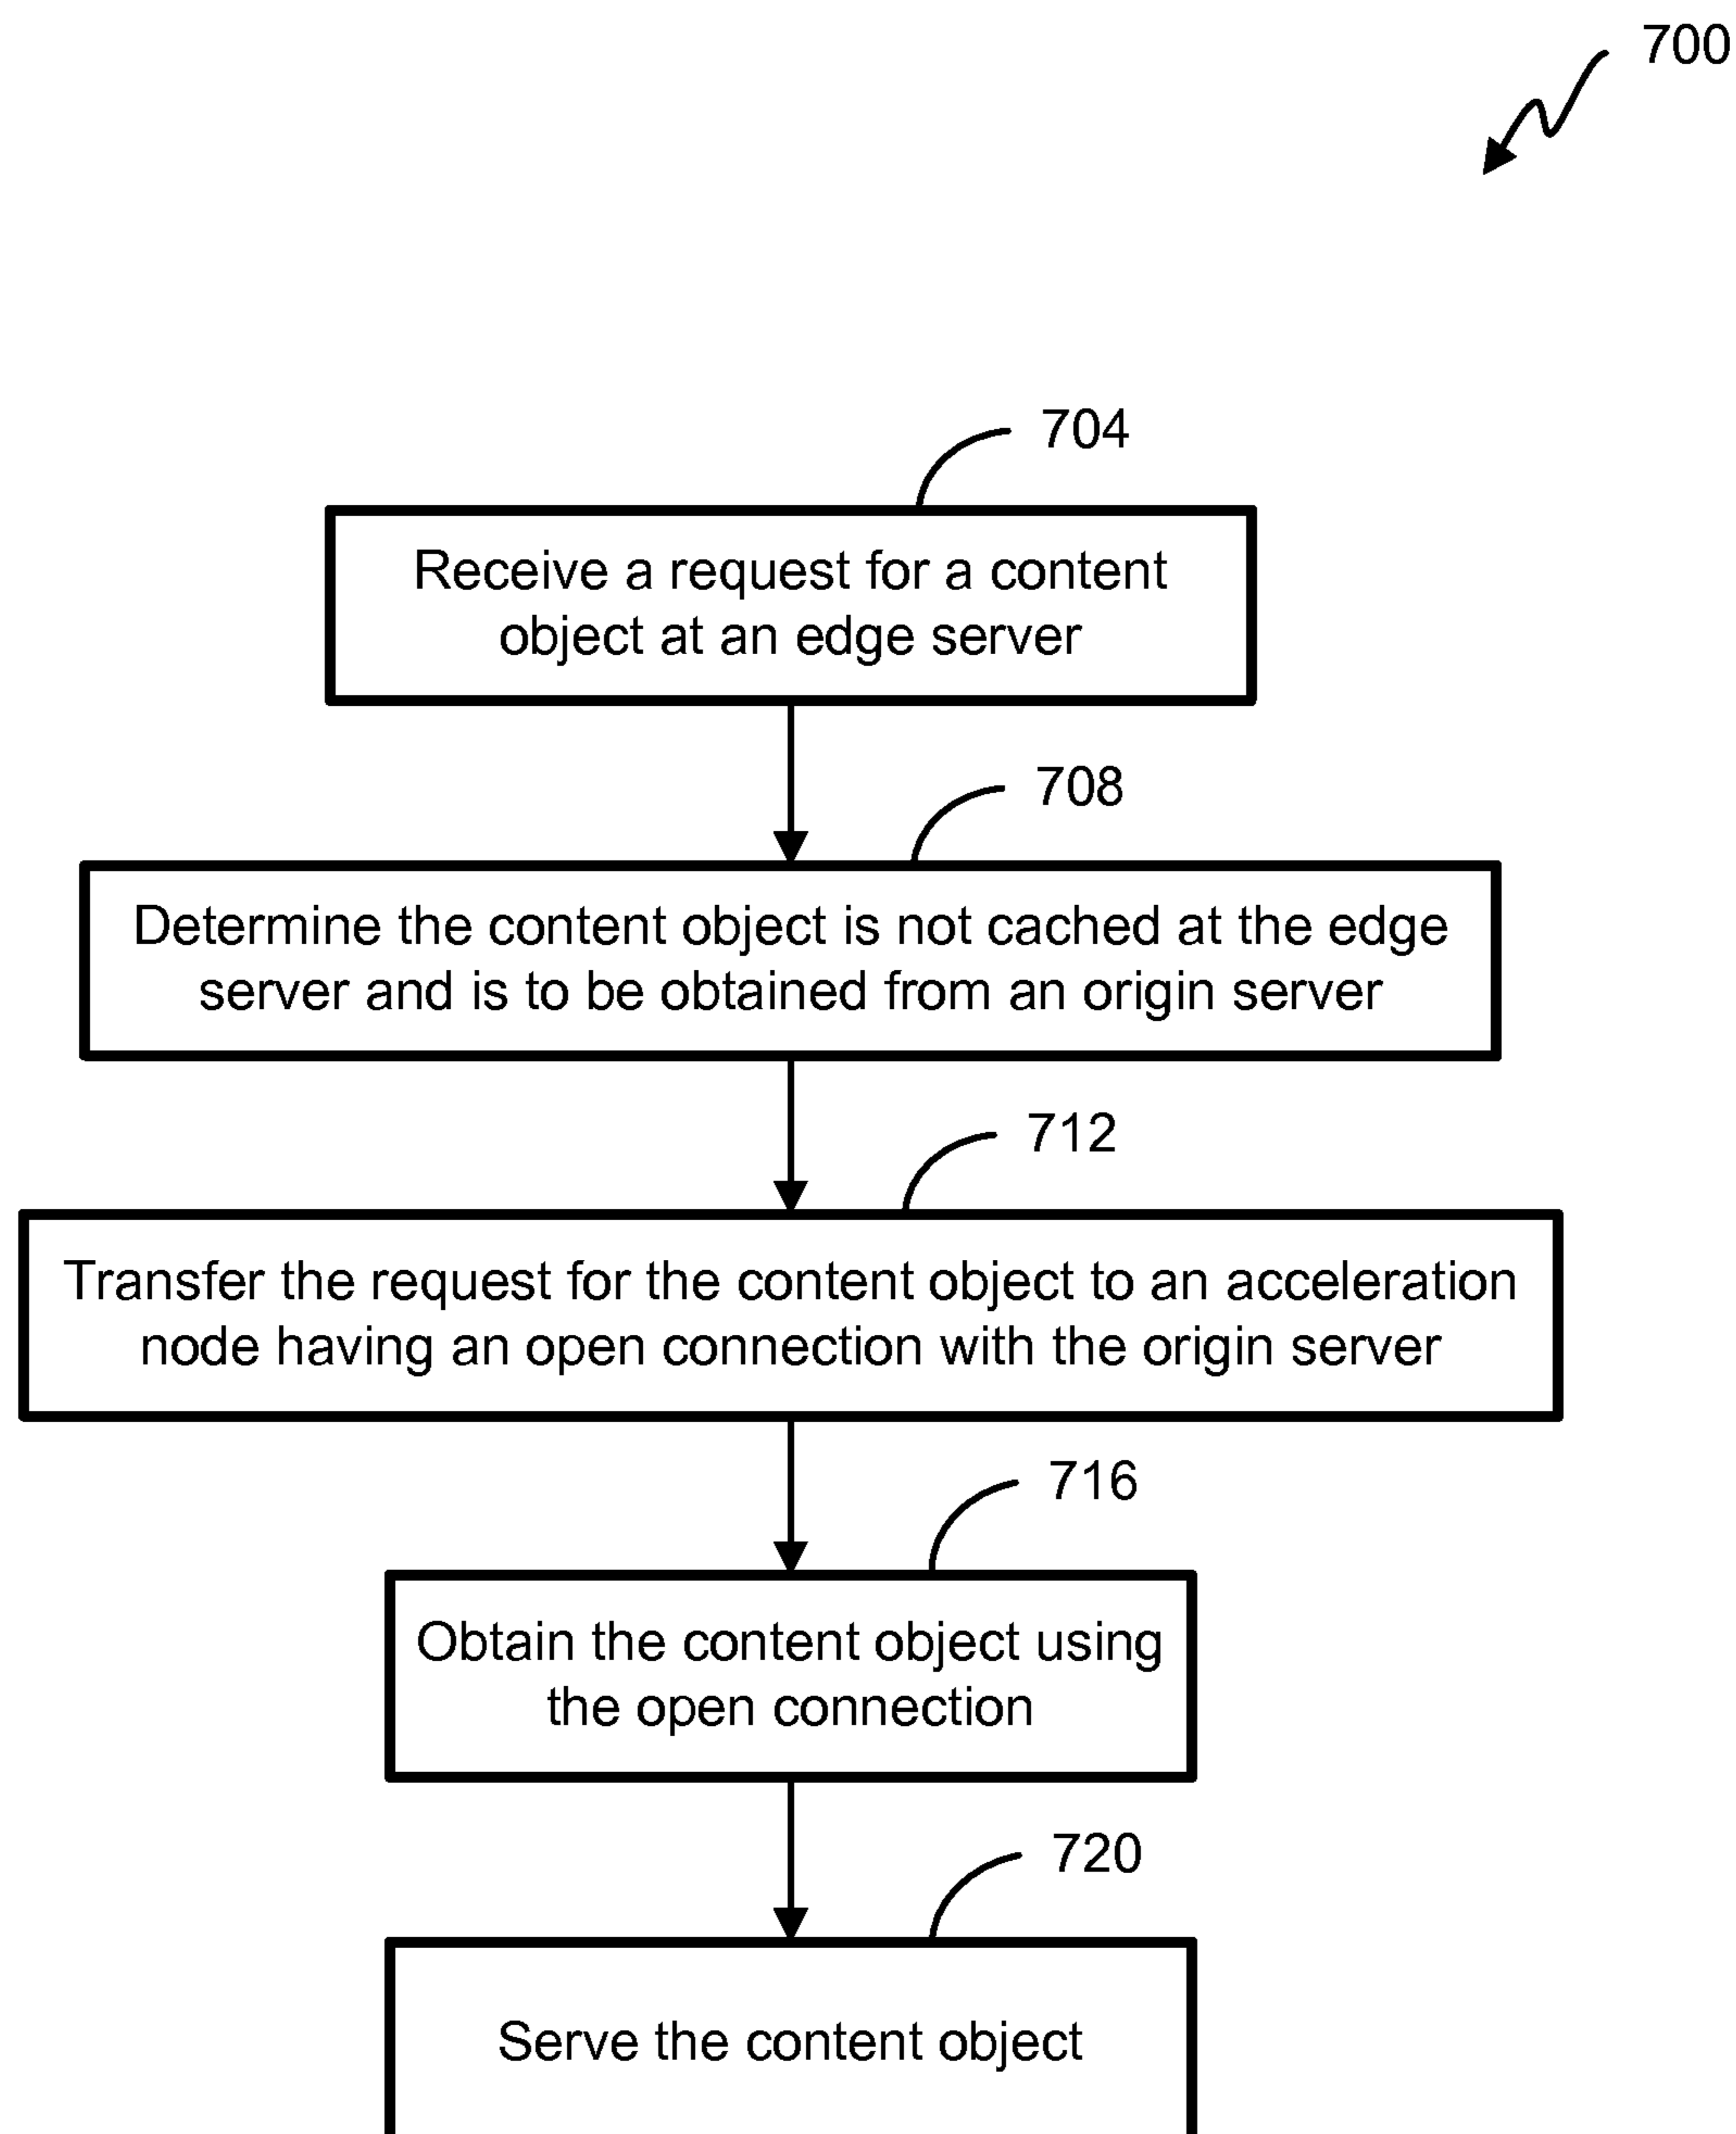 700
704
Receive a request for a content
object at an edge server
708
Determine the content object is not cached at the edge
server and is to be obtained from an origin server
712
Transfer the request for the content object to an acceleration
node having an open connection with the origin server
716
Obtain the content object using
the open connection
720
Serve the content object